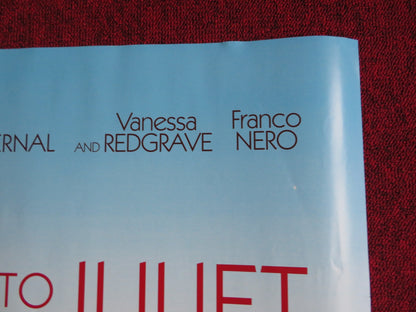 Vanessa Franco
ERNAL AND REDGRAVE NERO
TO JULIET